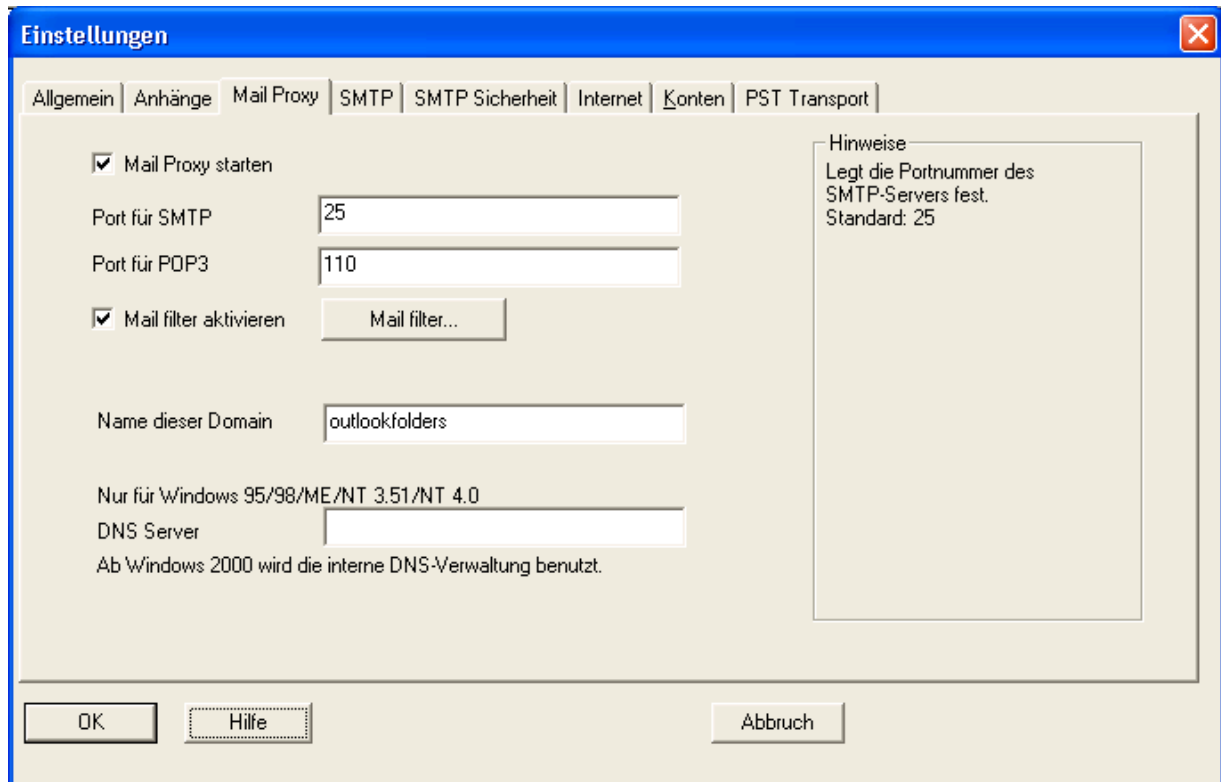 Einstellungen
Allgemein Anhänge Mail Proxy SMTP SMTP Sicherheit Internet Konten PST Transport
Mail Proxy starten
Port für SMTP 25
Port für POP3 110
Mail filter aktivieren Mail filter...
Name dieser Domain outlookfolders
Nur für Windows 95/98/ME/NT 3.51/NT 4.0
DNS Server
Ab Windows 2000 wird die interne DNS-Verwaltung benutzt.
Hinweise
Legt die Portnummer des
SMTP-Servers fest.
Standard: 25
OK Hilfe Abbruch